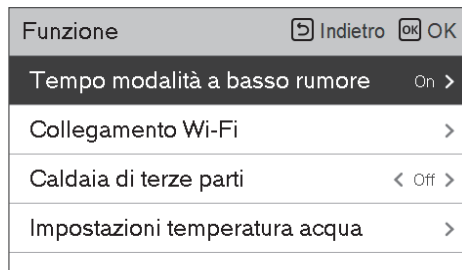 Funzione Indietro OK OK
Tempo modalità a basso rumore On >
Collegamento Wi-Fi >
Caldaia di terze parti < Off >
Impostazioni temperatura acqua >